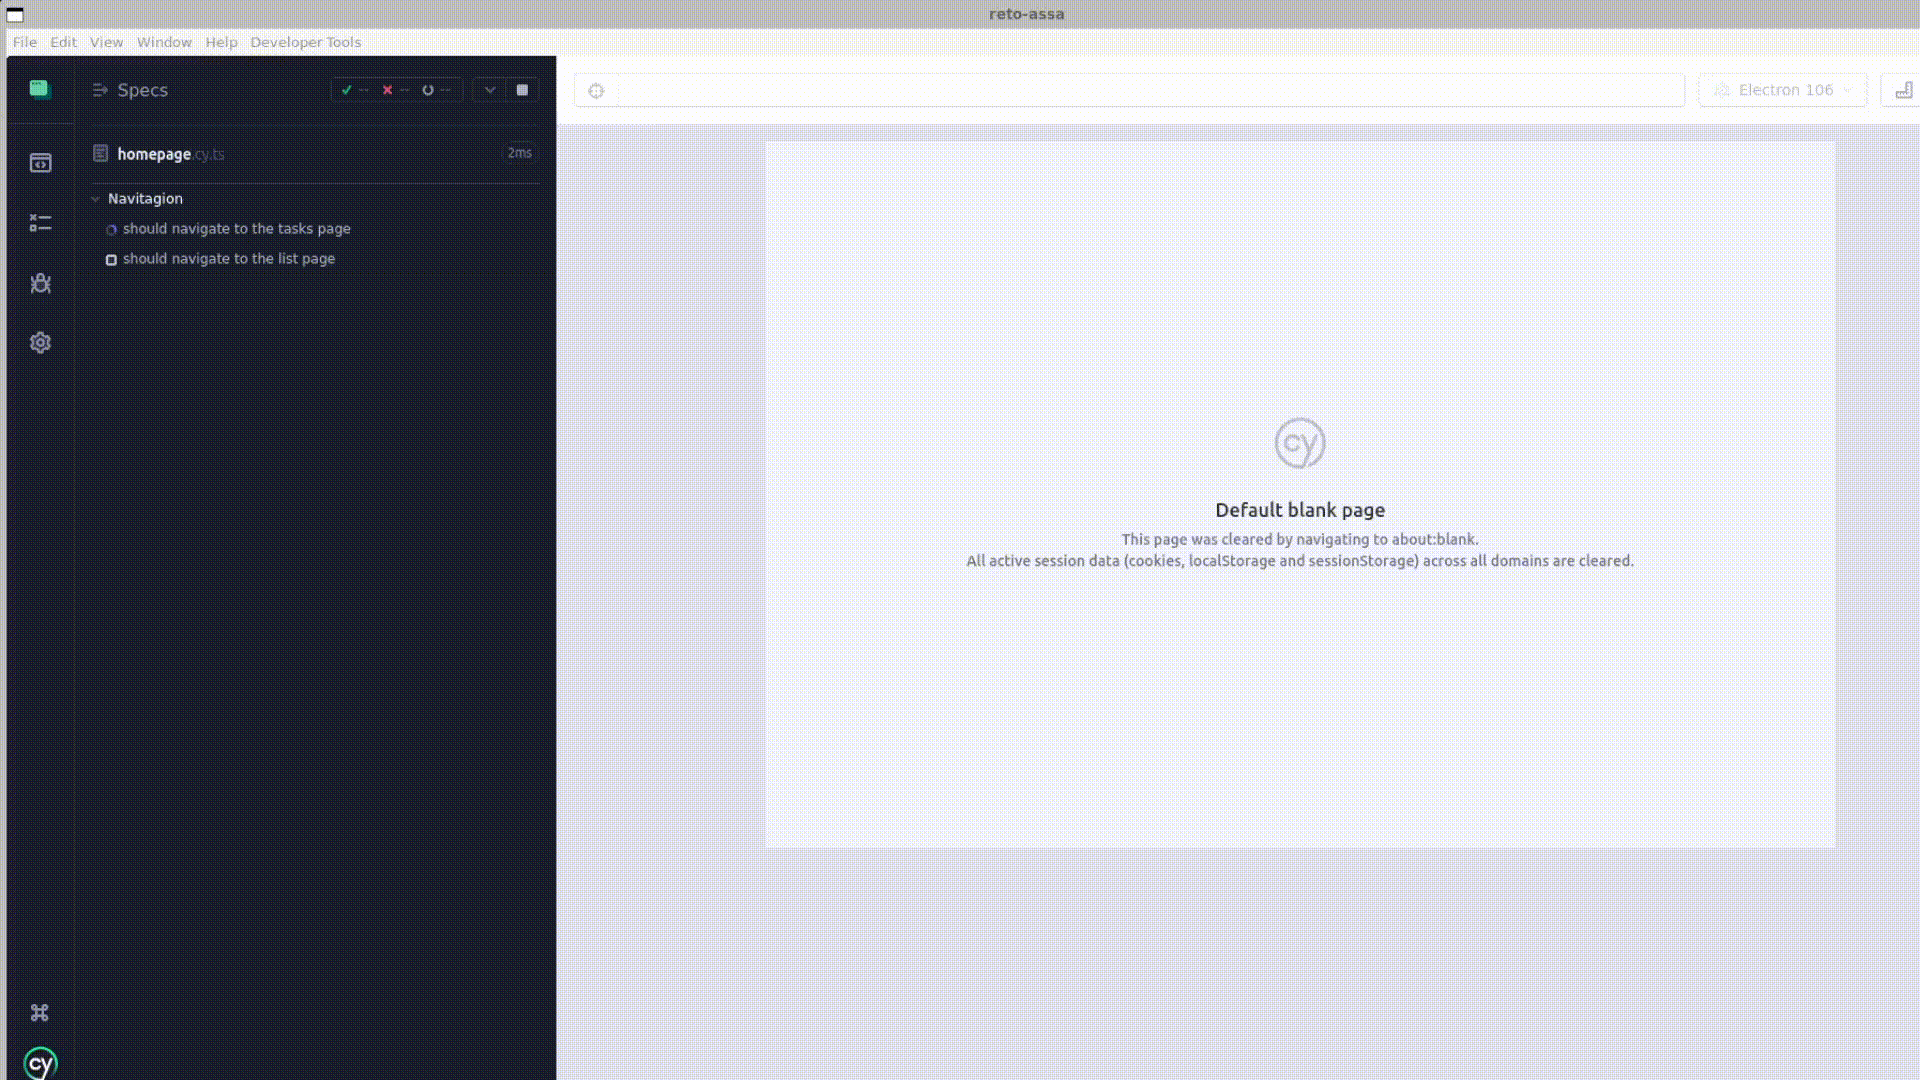 reto-assa
File Edit View Window Help Developer Tools
Specs -- -- --
Electron 106
homepage.cy.ts 2ms
Navitagion
should navigate to the tasks page
should navigate to the list page
cy
Default blank page
This page was cleared by navigating to about:blank.
All active session data (cookies, localStorage and sessionStorage) across all domains are cleared.
cy